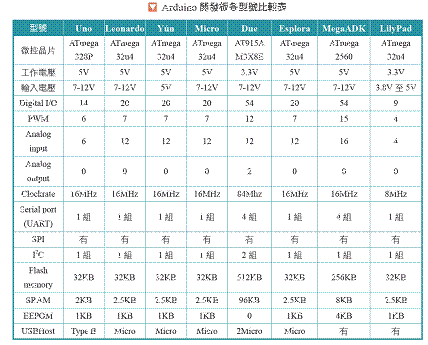 Arduino 開發板各型號比較表
型號 Uno Leonardo Yún Micro Due Esplora MegaADK LilyPad
微控晶片 ATmega 328P ATmega 32u4 ATmega 32u4 ATmega 32u4 AT91SA M3X8E ATmega 32u4 ATmega 2560 ATmega 32u4
工作電壓 5V 5V 5V 5V 3.3V 5V 5V 3.3V
輸入電壓 7-12V 7-12V 5V 7-12V 7-12V 7-12V 7-12V 3.8V 至 5V
Digital I/O 14 20 20 20 54 54 9
PWM 6 7 7 7 12 7 15 4
Analog input 6 12 12 12 12 12 16 4
Analog output 0 0 0 0 2 0 0 0
Clockrate 16MHz 16MHz 16MHz 16MHz 84Mhz 16MHz 16MHz 8MHz
Serial port (UART) 1 組 1 組 1 組 1 組 4 組 1 組 4 組 1 組
SPI 有 有 有 有 有 有 有 有
I²C 1 組 1 組 1 組 1 組 2 組 1 組 1 組 1 組
Flash memory 32KB 32KB 32KB 32KB 512KB 32KB 256KB 32KB
SRAM 2KB 2.5KB 2.5KB 2.5KB 96KB 2.5KB 8KB 2.5KB
1KB 1KB 1KB 1KB 0 1KB 4KB 1KB
USBHost Type B Micro Micro Micro 2Micro Micro 有 有